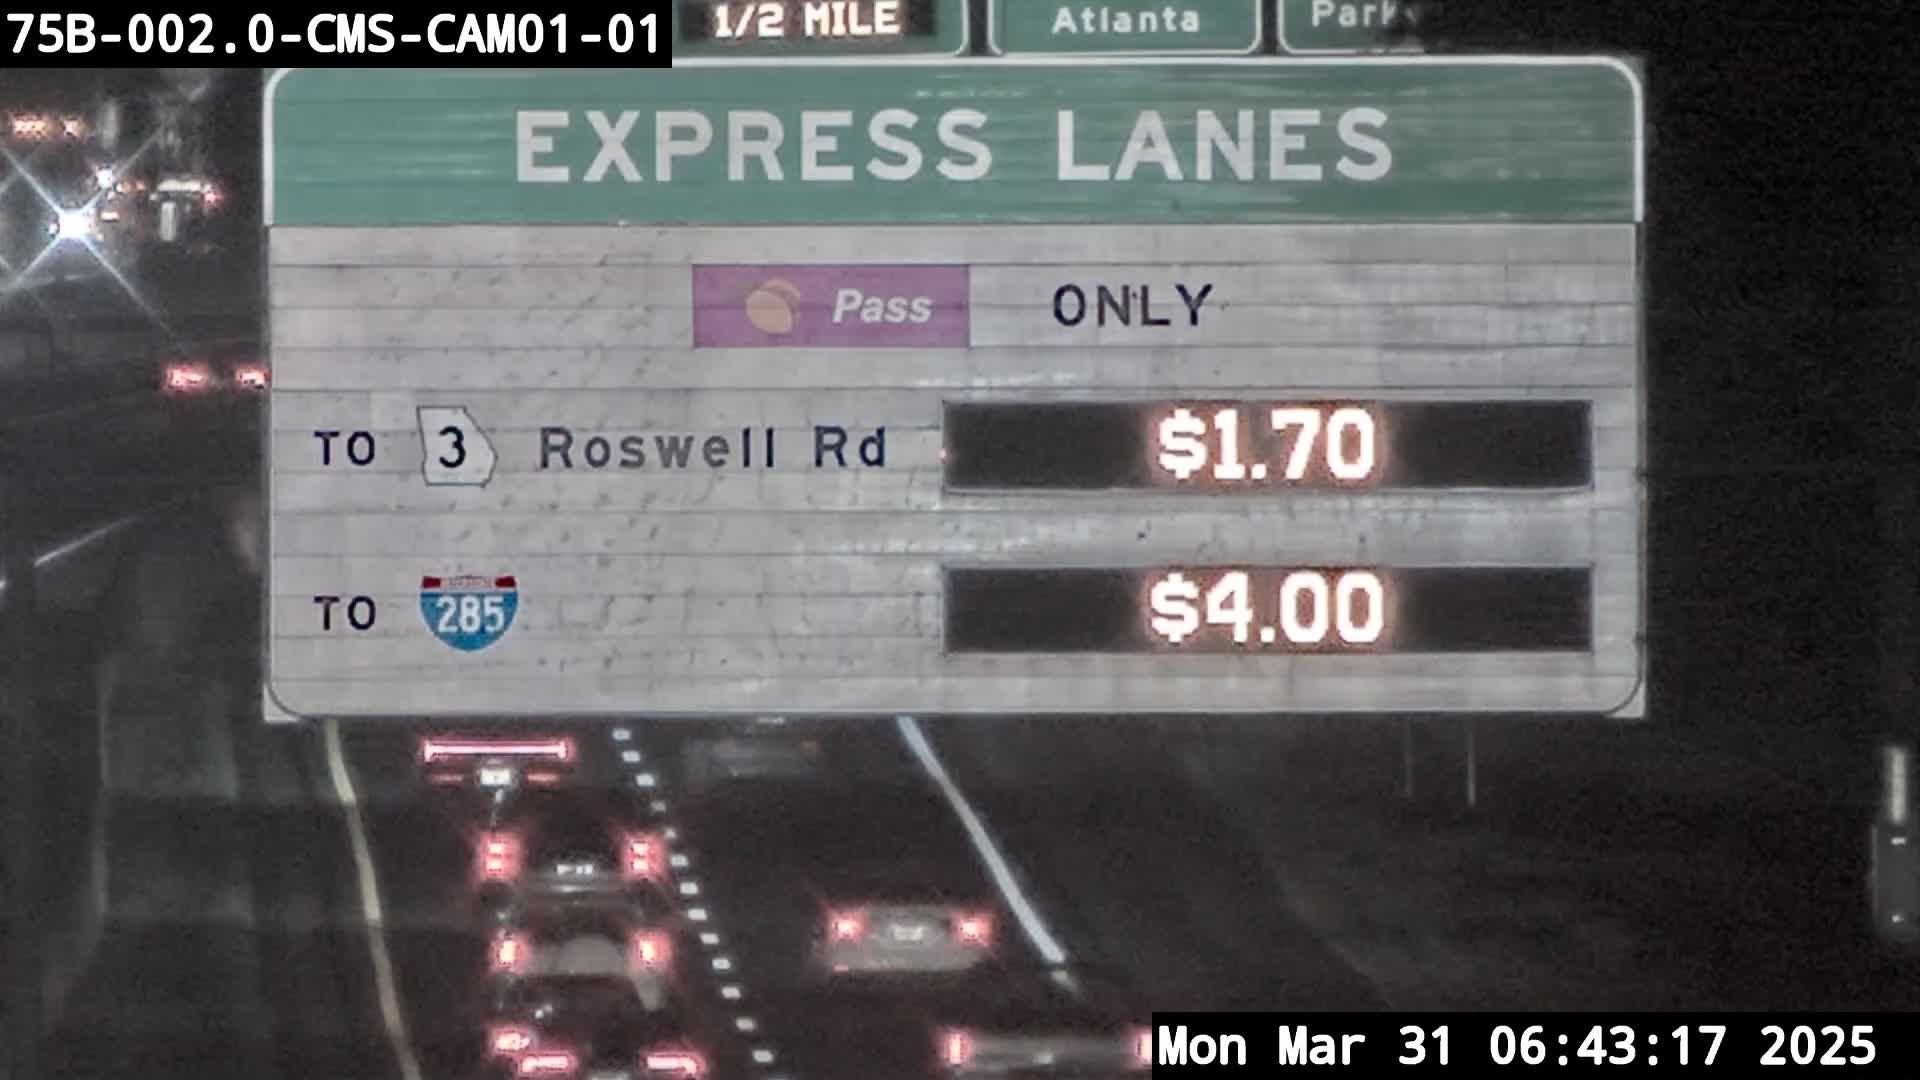 75B-002.0-CMS-CAM01-01
1/2 MILE
Atlanta
EXPRESS LANES
Pass ONLY
TO 3 Roswell Rd $1.70
TO 285 $4.00
Mon Mar 31 06:43:17 2025